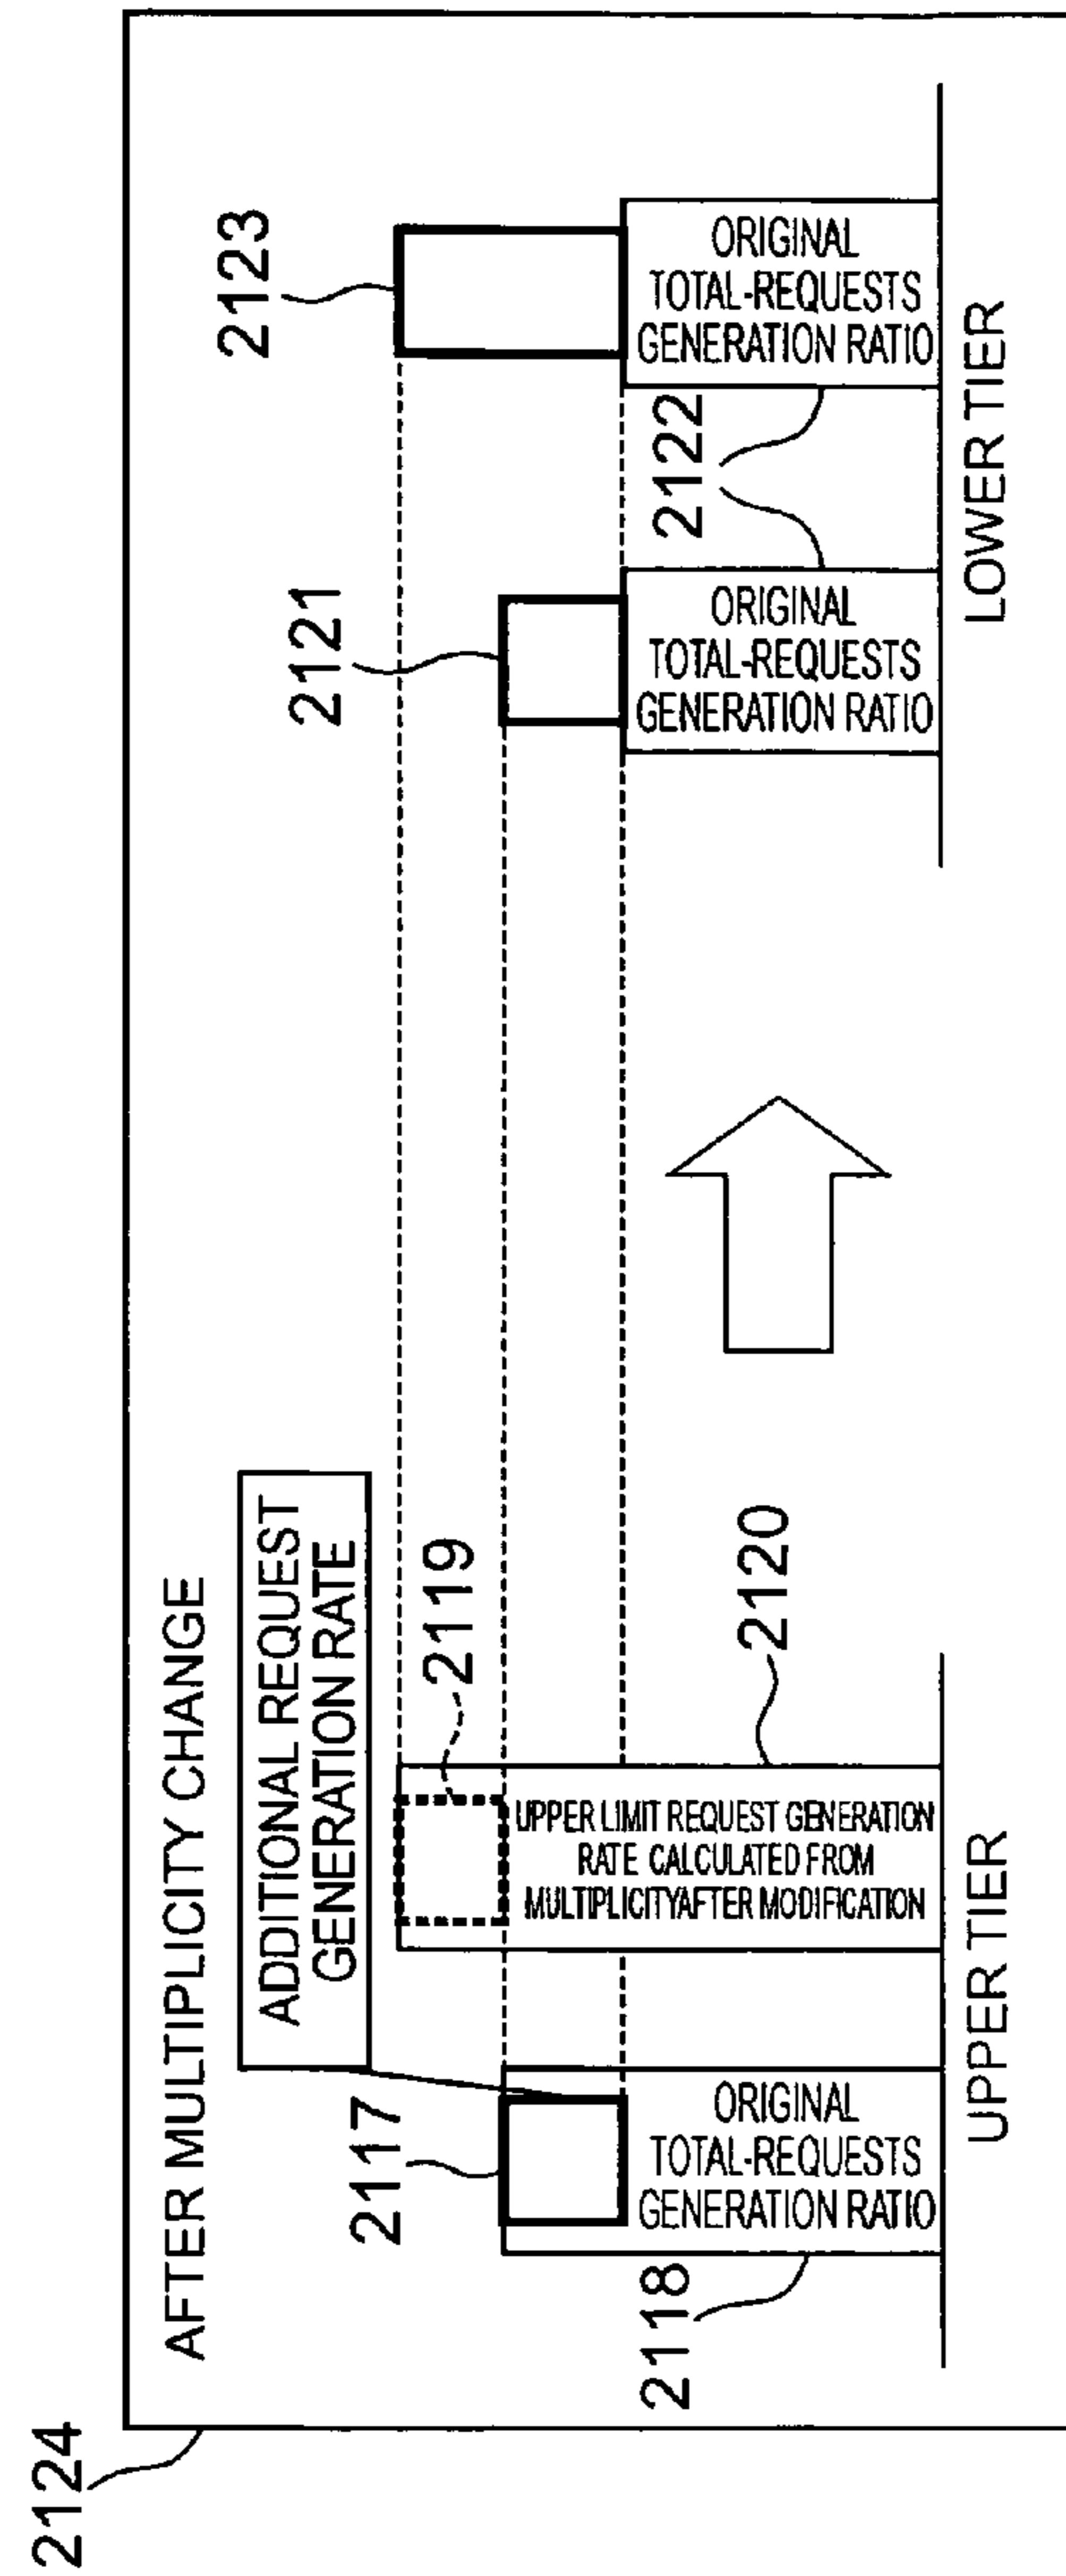 2124
AFTER MULTIPLICITY CHANGE
ADDITIONAL REQUEST
GENERATION RATE
2117
2118
ORIGINAL
TOTAL-REQUESTS
GENERATION RATIO
2119
2120
UPPER LIMIT REQUEST GENERATION
RATE CALCULATED FROM
MULTIPLICITYAFTER MODIFICATION
UPPER TIER
2121
2123
2122
ORIGINAL
TOTAL-REQUESTS
GENERATION RATIO
ORIGINAL
TOTAL-REQUESTS
GENERATION RATIO
LOWER TIER